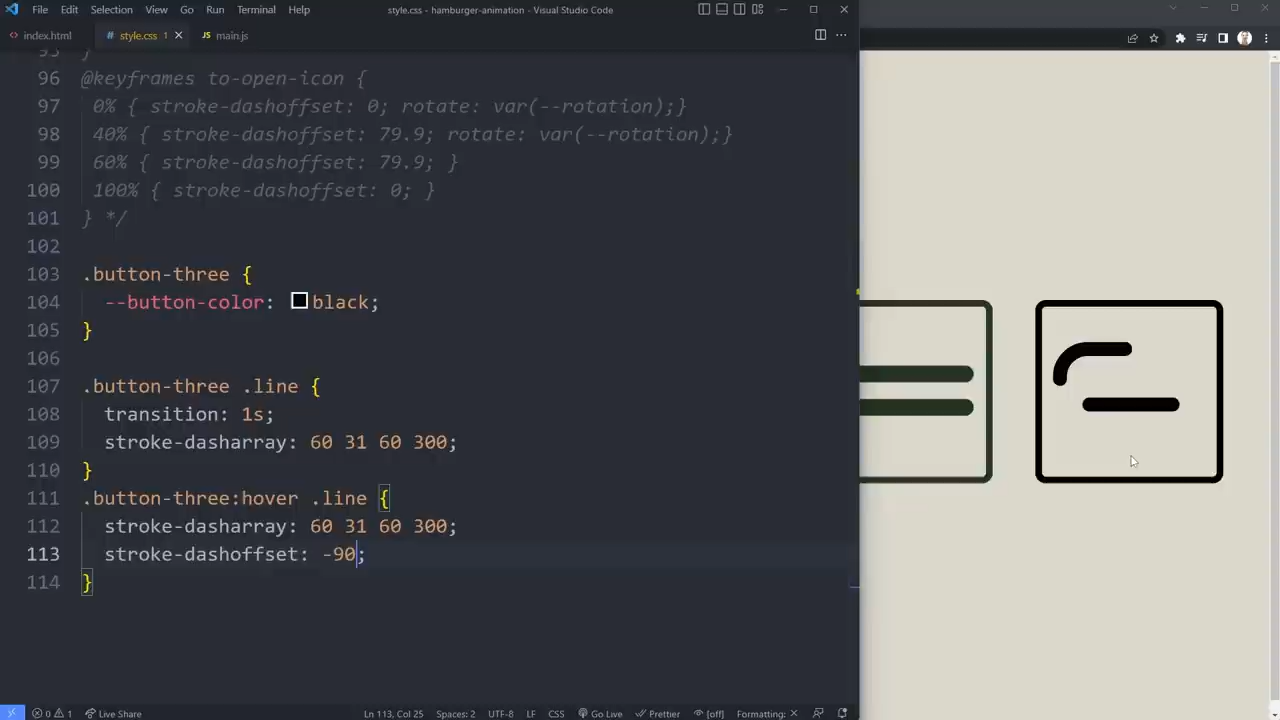 File Edit Selection View Go Run Terminal Help style.css - hamburger-animation - Visual Studio Code
index.html # style.css 1 JS main.js
95 }
96 @keyframes to-open-icon {
97 0% { stroke-dashoffset: 0; rotate: var(--rotation);}
98 40% { stroke-dashoffset: 79.9; rotate: var(--rotation);}
99 60% { stroke-dashoffset: 79.9; }
100 100% { stroke-dashoffset: 0; }
101 } */
102
103 .button-three {
104 --button-color: black;
105 }
106
107 .button-three .line {
108 transition: 1s;
109 stroke-dasharray: 60 31 60 300;
110 }
111 .button-three:hover .line {
112 stroke-dasharray: 60 31 60 300;
113 stroke-dashoffset: -90;
114 }
0 1 Live Share Ln 113, Col 25 Spaces: 2 UTF-8 LF CSS Go Live Prettier [off] Formatting: ×